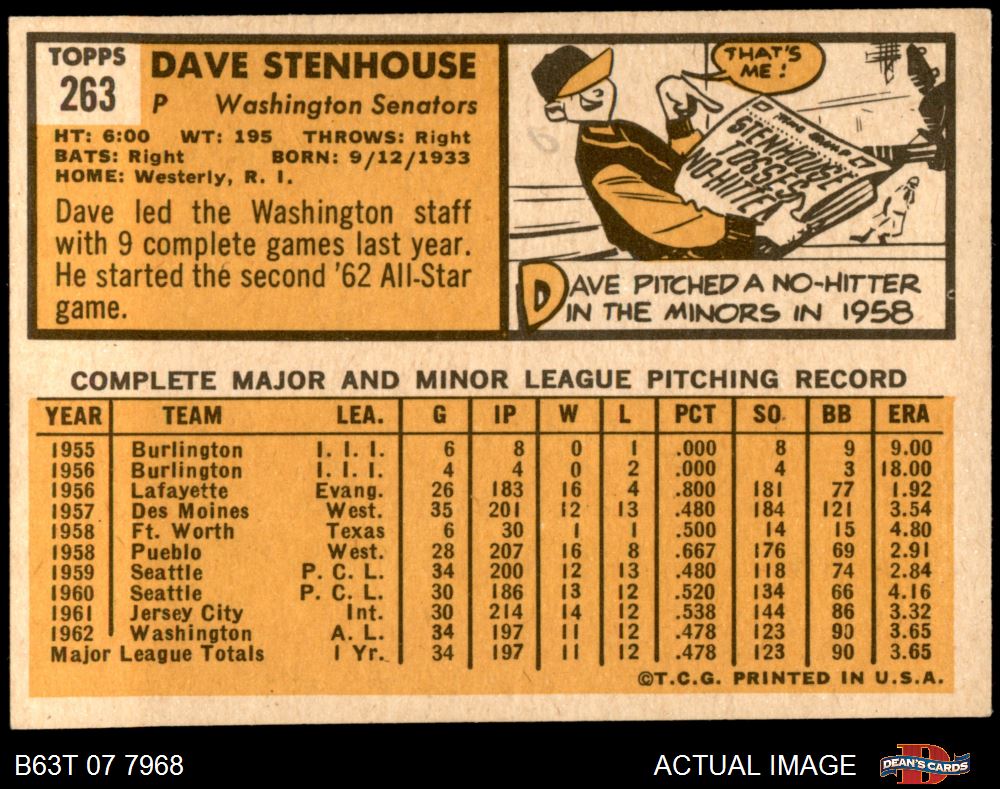 TOPPS
263
DAVE STENHOUSE
P Washington Senators
HT: 6:00 WT: 195 THROWS: Right
BATS: Right BORN: 9/12/1933
HOME: Westerly, R. I.
Dave led the Washington staff
with 9 complete games last year.
He started the second '62 All-Star
game.
THAT'S
ME!
STENHOUSE
TOSSES
NO-HITTER
DAVE PITCHED A NO-HITTER
IN THE MINORS IN 1958
COMPLETE MAJOR AND MINOR LEAGUE PITCHING RECORD
YEAR TEAM LEA. G IP W L PCT SO. BB ERA
1955 Burlington I. I. I. 6 8 0 1 .000 8 9 9.00
1956 Burlington I. I. I. 4 4 0 2 .000 4 3 18.00
1956 Lafayette Evang. 26 183 16 4 .800 181 77 1.92
1957 Des Moines West. 35 201 12 13 .480 184 121 3.54
1958 Ft. Worth Texas 6 30 1 1 .500 14 15 4.80
1958 Pueblo West. 28 207 16 8 .667 176 69 2.91
1959 Seattle P. C. L. 34 200 12 13 .480 118 74 2.84
1960 Seattle P. C. L. 30 186 13 12 .520 134 66 4.16
1961 Jersey City Int. 30 214 14 12 .538 144 86 3.32
1962 Washington A. L. 34 197 11 12 .478 123 90 3.65
Major League Totals 1 Yr. 34 197 11 12 .478 123 90 3.65
©T.C.G. PRINTED IN U.S.A.
B63T 07 7968
ACTUAL IMAGE
DEAN'S CARDS